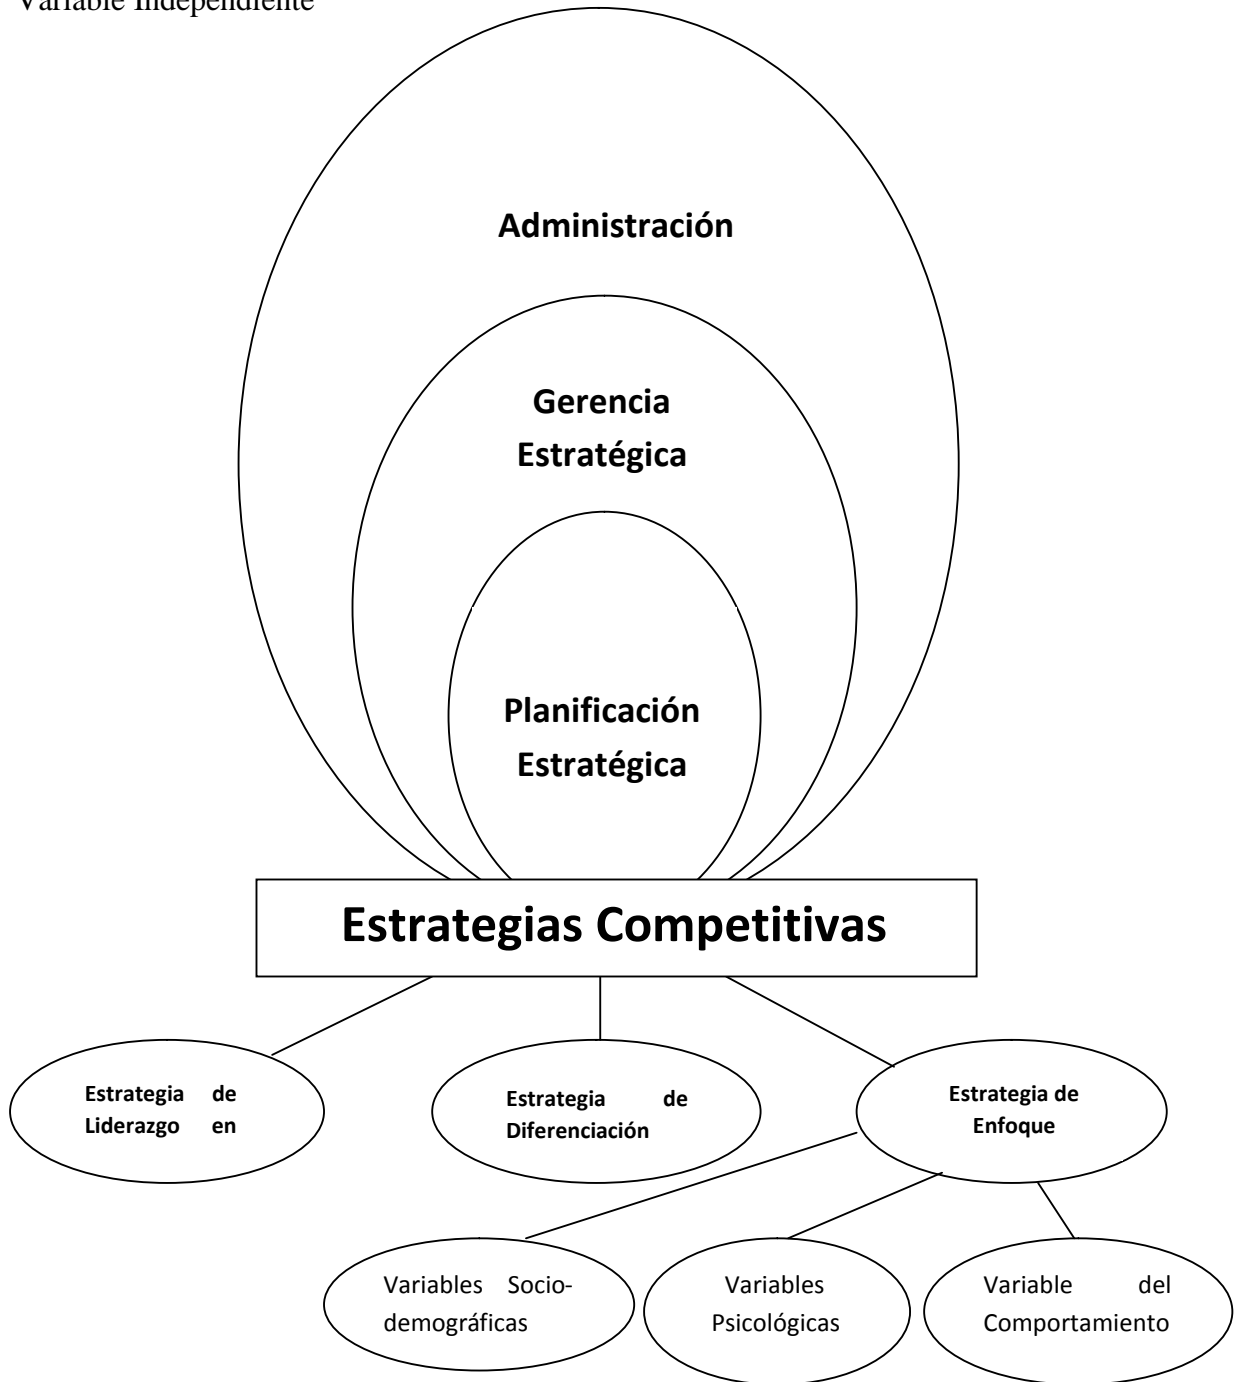 Variable Independiente
Administración
Gerencia
Estratégica
Planificación
Estratégica
Estrategias Competitivas
Estrategia de
Liderazgo en
Estrategia de
Diferenciación
Estrategia de
Enfoque
Variables Socio-
demográficas
Variables
Psicológicas
Variable del
Comportamiento